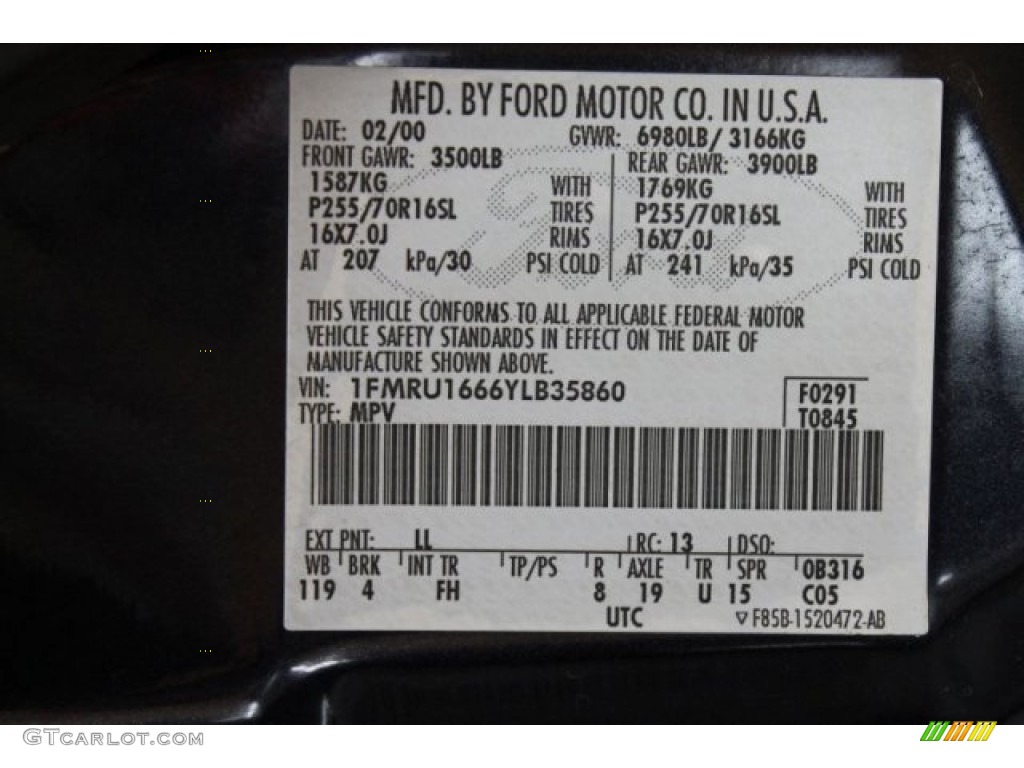 MFD. BY FORD MOTOR CO. IN U.S.A.
DATE: 02/00 GVWR: 6980LB/ 3166KG
FRONT GAWR: 3500LB REAR GAWR: 3900LB
1587KG WITH 1769KG WITH
P255/70R16SL TIRES P255/70R16SL TIRES
16X7.0J RIMS 16X7.0J RIMS
AT 207 kPa/30 PSI COLD AT 241 kPa/35 PSI COLD
THIS VEHICLE CONFORMS TO ALL APPLICABLE FEDERAL MOTOR
VEHICLE SAFETY STANDARDS IN EFFECT ON THE DATE OF
MANUFACTURE SHOWN ABOVE.
VIN: 1FMRU1666YLB35860 F0291
TYPE: MPV T0845
EXT PNT: LL RC: 13 DSO:
WB BRK INT TR TP/PS R AXLE TR SPR 0B316
119 4 FH 8 19 U 15 C05
UTC F85B-1520472-AB
GTCARLOT.COM